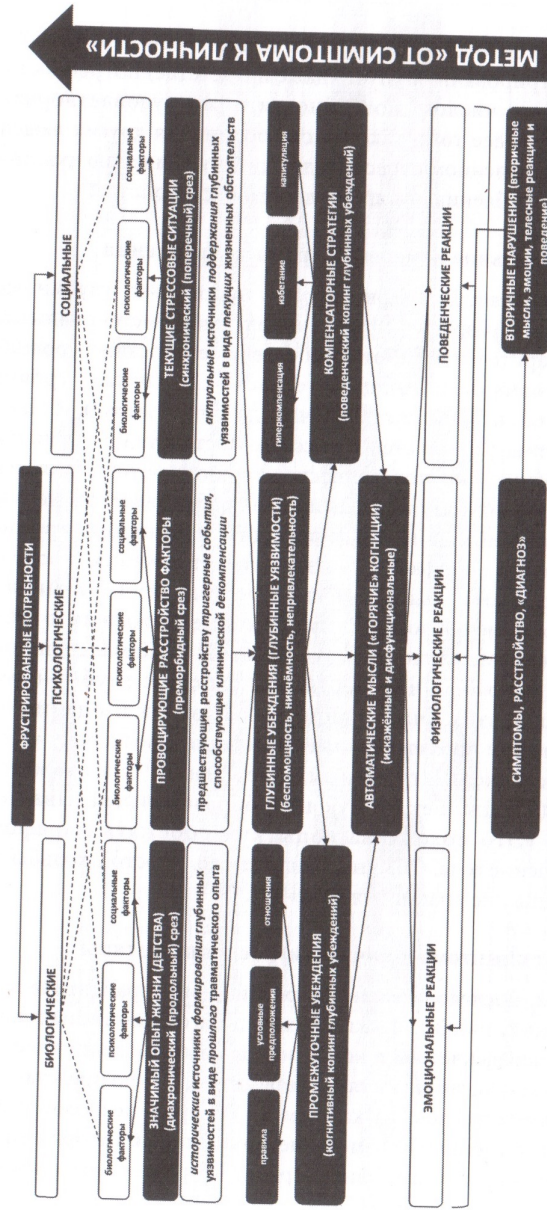 МЕТОД «ОТ СИМПТОМА К ЛИЧНОСТИ»
ФРУСТРИРОВАННЫЕ ПОТРЕБНОСТИ
БИОЛОГИЧЕСКИЕ
ПСИХОЛОГИЧЕСКИЕ
СОЦИАЛЬНЫЕ
биологические
факторы
психологические
факторы
социальные
факторы
биологические
факторы
психологические
факторы
социальные
факторы
биологические
факторы
психологические
факторы
социальные
факторы
ЗНАЧИМЫЙ ОПЫТ ЖИЗНИ (ДЕТСТВА)
(диахронический (продольный) срез)
исторические источники формирования глубинных
уязвимостей в виде прошлого травматического опыта
ПРОВОЦИРУЮЩИЕ РАССТРОЙСТВО ФАКТОРЫ
(преморбидный срез)
предшествующие расстройству триггерные события,
способствующие клинической декомпенсации
ТЕКУЩИЕ СТРЕССОВЫЕ СИТУАЦИИ
(синхронический (поперечный) срез)
актуальные источники поддержания глубинных
уязвимостей в виде текущих жизненных обстоятельств
правила
условные
предположения
отношения
ГЛУБИННЫЕ УБЕЖДЕНИЯ (ГЛУБИННЫЕ УЯЗВИМОСТИ)
(беспомощность, никчёмность, непривлекательность)
гиперкомпенсация
избегание
капитуляция
ПРОМЕЖУТОЧНЫЕ УБЕЖДЕНИЯ
(когнитивный копинг глубинных убеждений)
КОМПЕНСАТОРНЫЕ СТРАТЕГИИ
(поведенческий копинг глубинных убеждений)
АВТОМАТИЧЕСКИЕ МЫСЛИ («ГОРЯЧИЕ» КОГНИЦИИ)
(искажённые и дисфункциональные)
ЭМОЦИОНАЛЬНЫЕ РЕАКЦИИ
ФИЗИОЛОГИЧЕСКИЕ РЕАКЦИИ
ПОВЕДЕНЧЕСКИЕ РЕАКЦИИ
СИМПТОМЫ, РАССТРОЙСТВО, «ДИАГНОЗ»
ВТОРИЧНЫЕ НАРУШЕНИЯ (вторичные
мысли, эмоции, телесные реакции и
поведение)